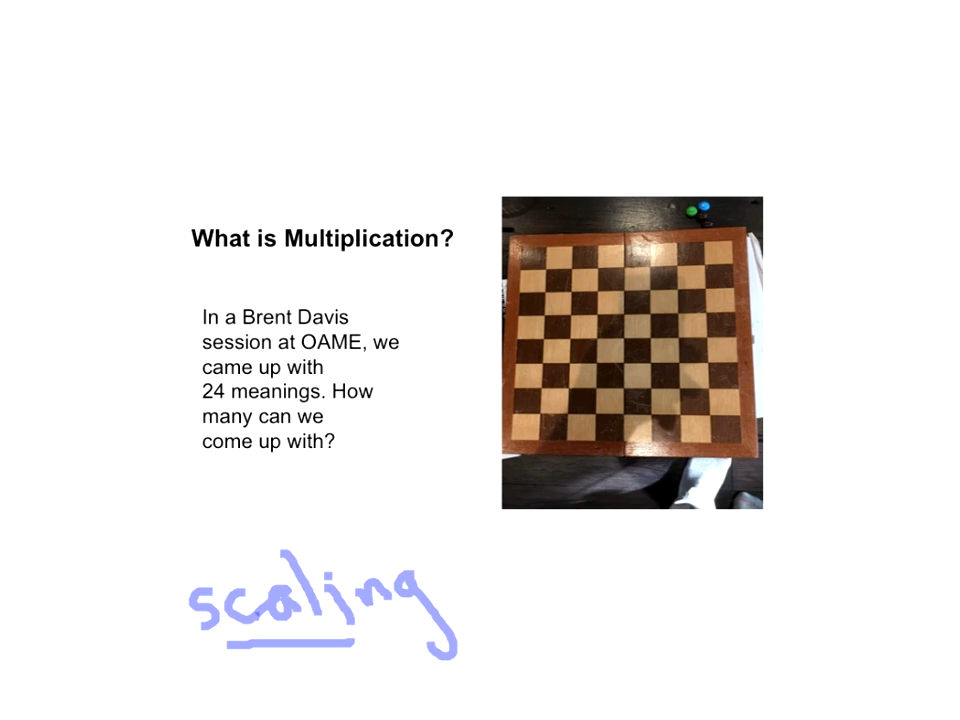 What is Multiplication?
In a Brent Davis
session at OAME, we
came up with
24 meanings. How
many can we
come up with?
scaling